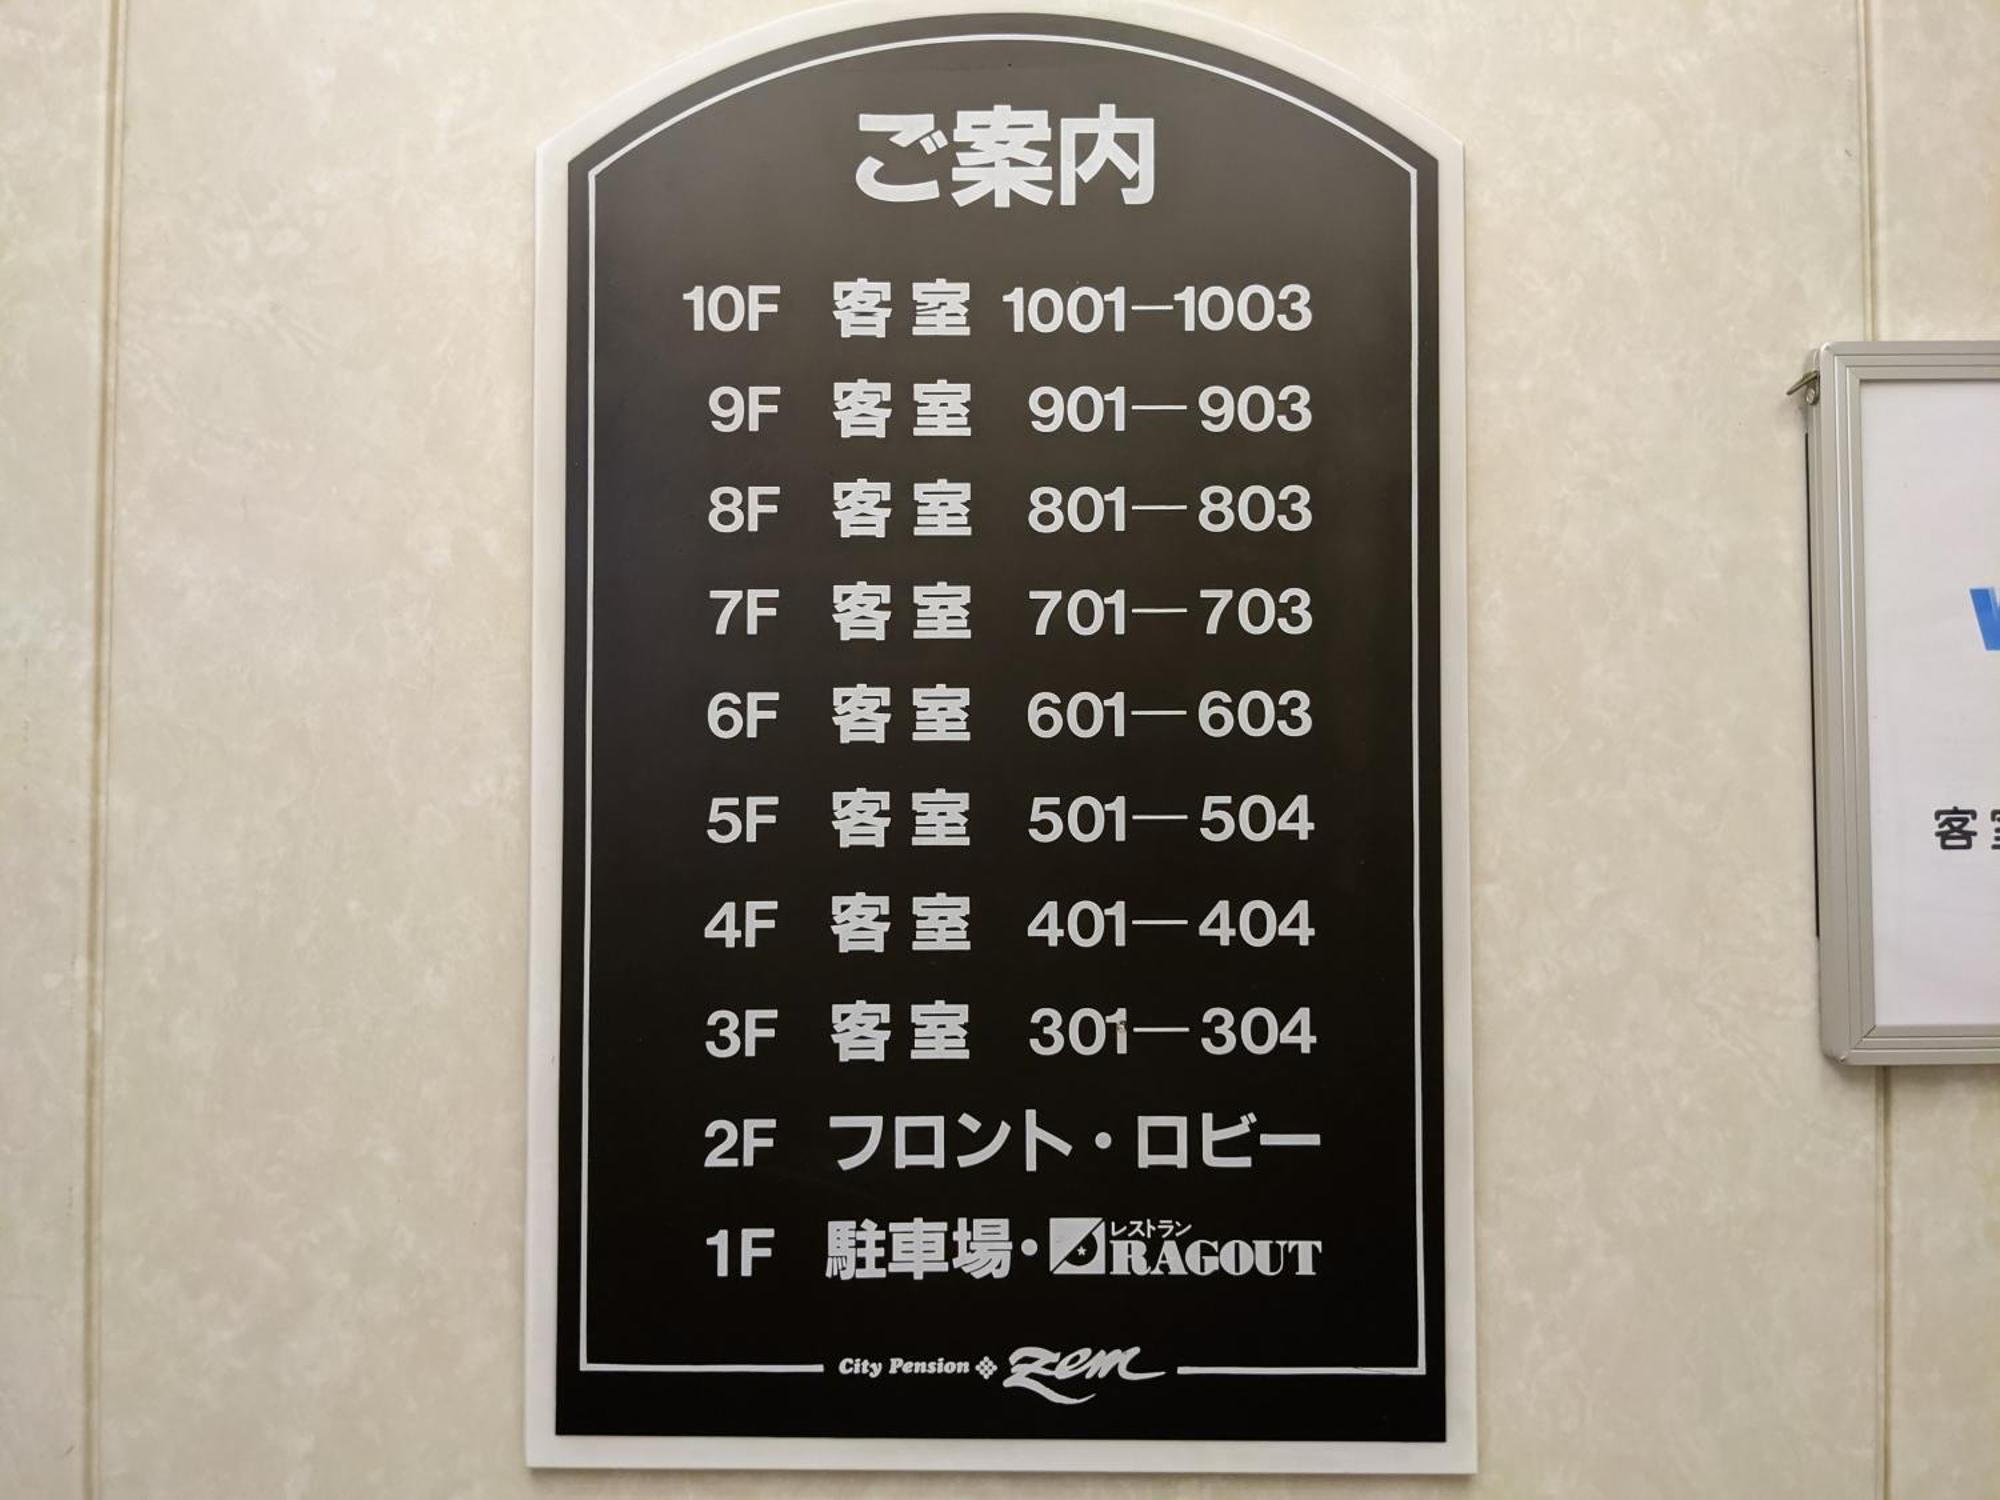 ご案内
10F 客室 1001—1003
9F 客室 901—903
8F 客室 801—803
7F 客室 701—703
6F 客室 601—603
5F 客室 501—504
4F 客室 401—404
3F 客室 301—304
2F フロント・ロビー
1F 駐車場・レストラン RAGOUT
City Pension Zem
客